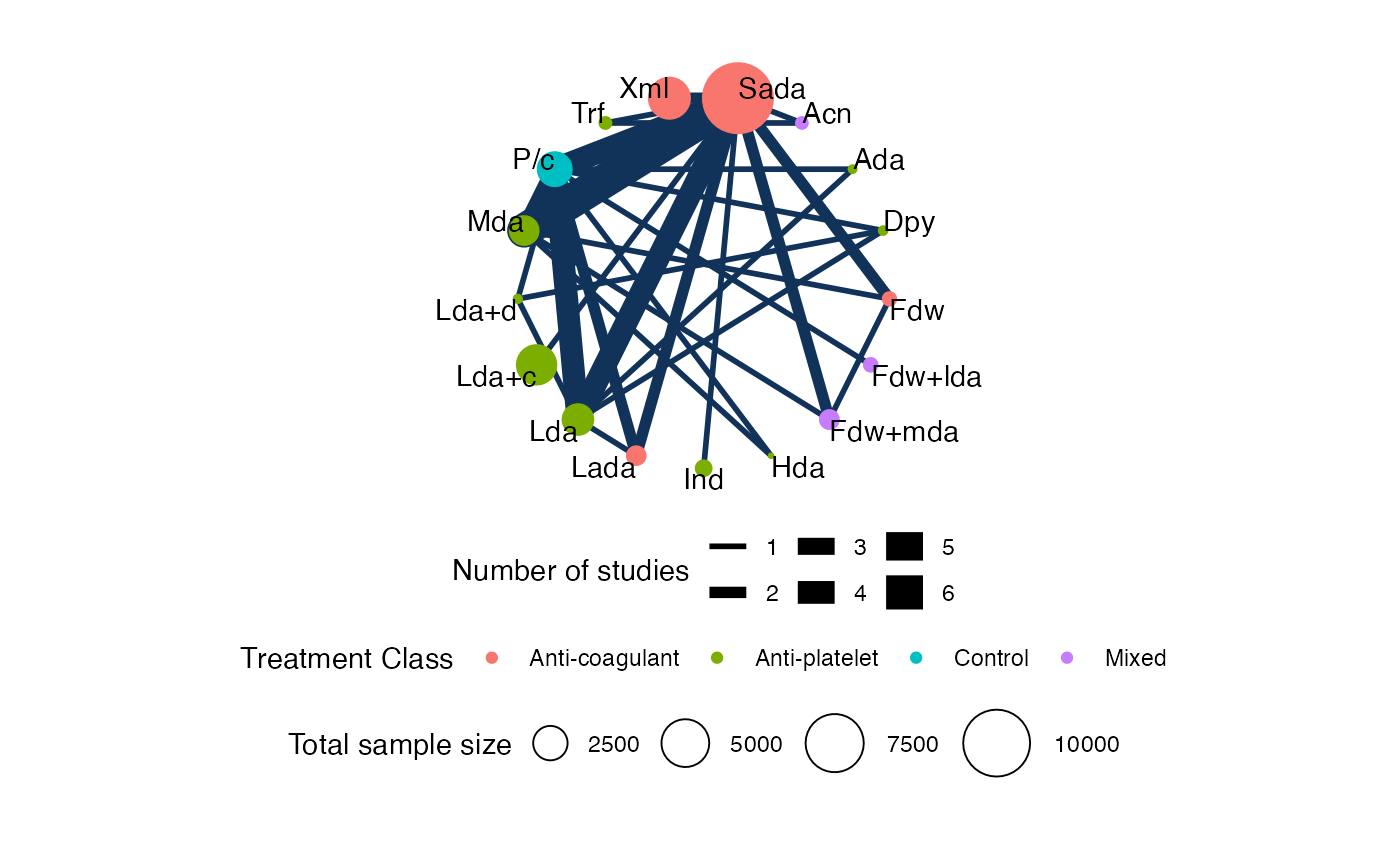 Xml Sada
Trf Acn
P/c Ada
Mda Dpy
Lda+d Fdw
Lda+c Fdw+lda
Lda Fdw+mda
Lada Ind Hda
Number of studies 1 3 5
2 4 6
Treatment Class Anti-coagulant Anti-platelet Control Mixed
Total sample size 2500 5000 7500 10000